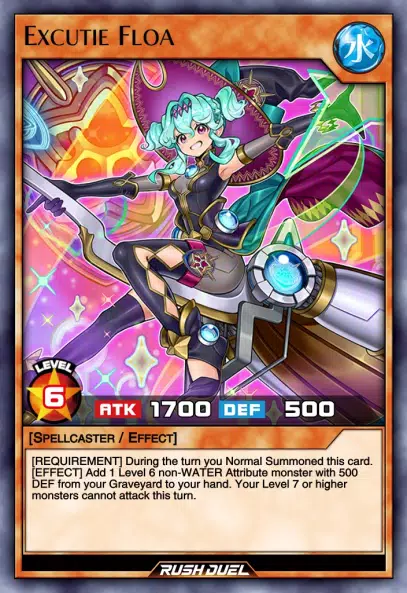 Excutie Floa
水
LEVEL
6
ATK 1700 DEF 500
[Spellcaster / Effect]
[REQUIREMENT] During the turn you Normal Summoned this card.
[EFFECT] Add 1 Level 6 non-WATER Attribute monster with 500
DEF from your Graveyard to your hand. Your Level 7 or higher
monsters cannot attack this turn.
RUSH DUEL